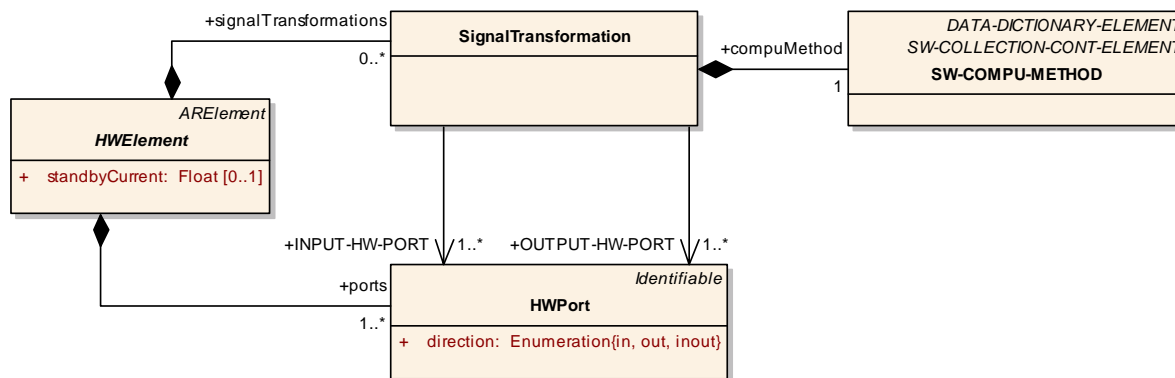 +signalTransformations
0..*
SignalTransformation
+compuMethod
1
DATA-DICTIONARY-ELEMENT
SW-COLLECTION-CONT-ELEMENT
SW-COMPU-METHOD
ARElement
HWElement
+ standbyCurrent: Float [0..1]
+INPUT-HW-PORT 1..*
+OUTPUT-HW-PORT 1..*
+ports
1..*
Identifiable
HWPort
+ direction: Enumeration{in, out, inout}